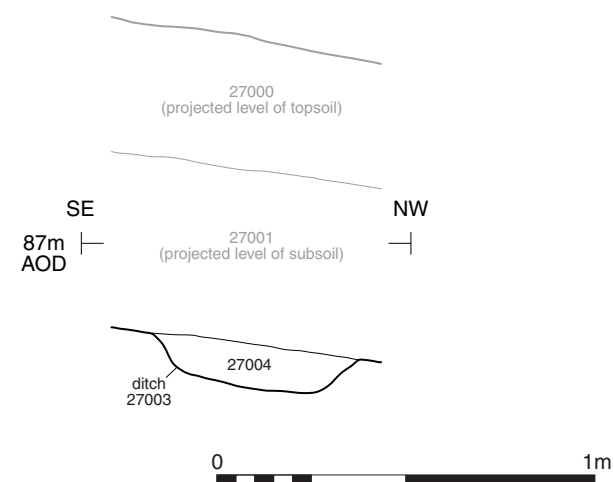 27000
(projected level of topsoil)
SE
NW
87m
AOD
27001
(projected level of subsoil)
27004
ditch
27003
0
1m